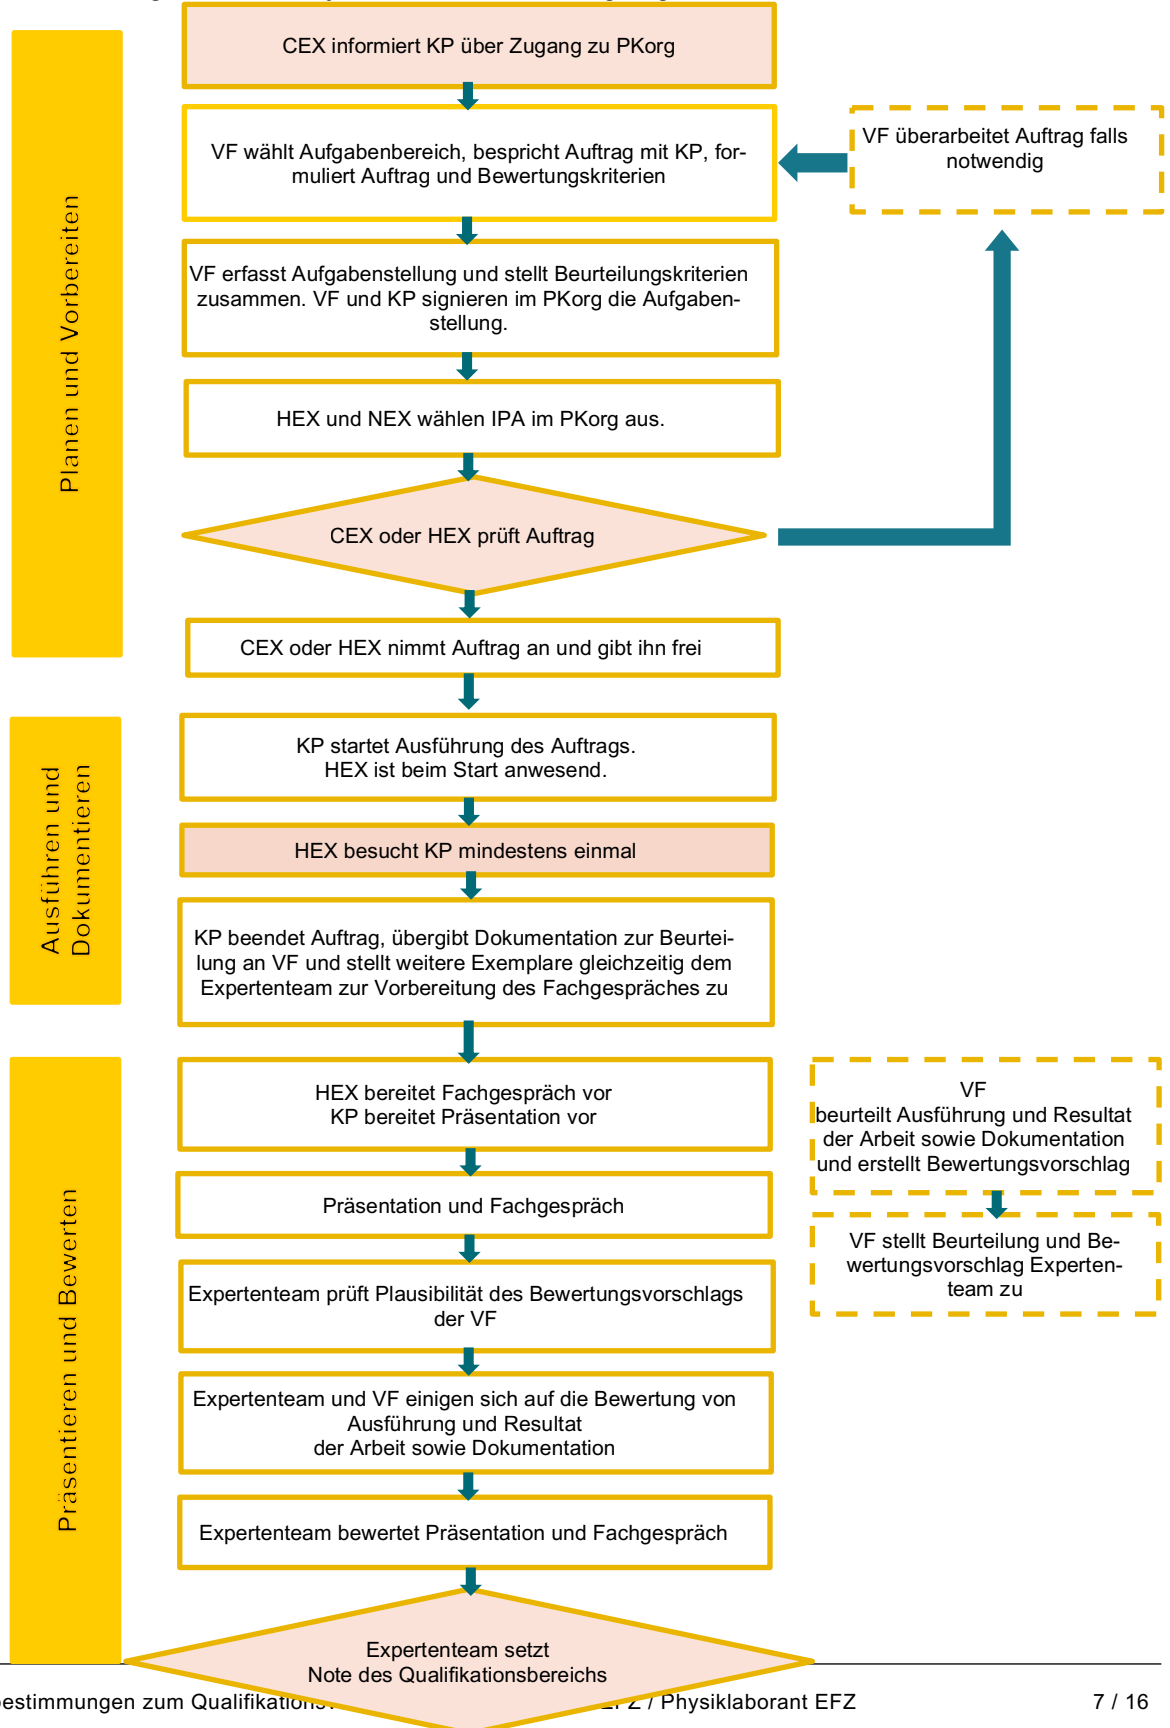 CEX informiert KP über Zugang zu PKorg
VF wählt Aufgabenbereich, bespricht Auftrag mit KP, for-
muliert Auftrag und Bewertungskriterien
VF überarbeitet Auftrag falls
notwendig
VF erfasst Aufgabenstellung und stellt Beurteilungskriterien
zusammen. VF und KP signieren im PKorg die Aufgaben-
stellung.
HEX und NEX wählen IPA im PKorg aus.
CEX oder HEX prüft Auftrag
CEX oder HEX nimmt Auftrag an und gibt ihn frei
Planen und Vorbereiten
KP startet Ausführung des Auftrags.
HEX ist beim Start anwesend.
HEX besucht KP mindestens einmal
KP beendet Auftrag, übergibt Dokumentation zur Beurtei-
lung an VF und stellt weitere Exemplare gleichzeitig dem
Expertenteam zur Vorbereitung des Fachgespräches zu
Ausführen und
Dokumentieren
HEX bereitet Fachgespräch vor
KP bereitet Präsentation vor
VF
beurteilt Ausführung und Resultat
der Arbeit sowie Dokumentation
und erstellt Bewertungsvorschlag
Präsentation und Fachgespräch
VF stellt Beurteilung und Be-
wertungsvorschlag Experten-
team zu
Expertenteam prüft Plausibilität des Bewertungsvorschlags
der VF
Expertenteam und VF einigen sich auf die Bewertung von
Ausführung und Resultat
der Arbeit sowie Dokumentation
Expertenteam bewertet Präsentation und Fachgespräch
Präsentieren und Bewerten
Expertenteam setzt
Note des Qualifikationsbereichs
estimmungen zum Qualifikations EFZ / Physiklaborant EFZ
7 / 16